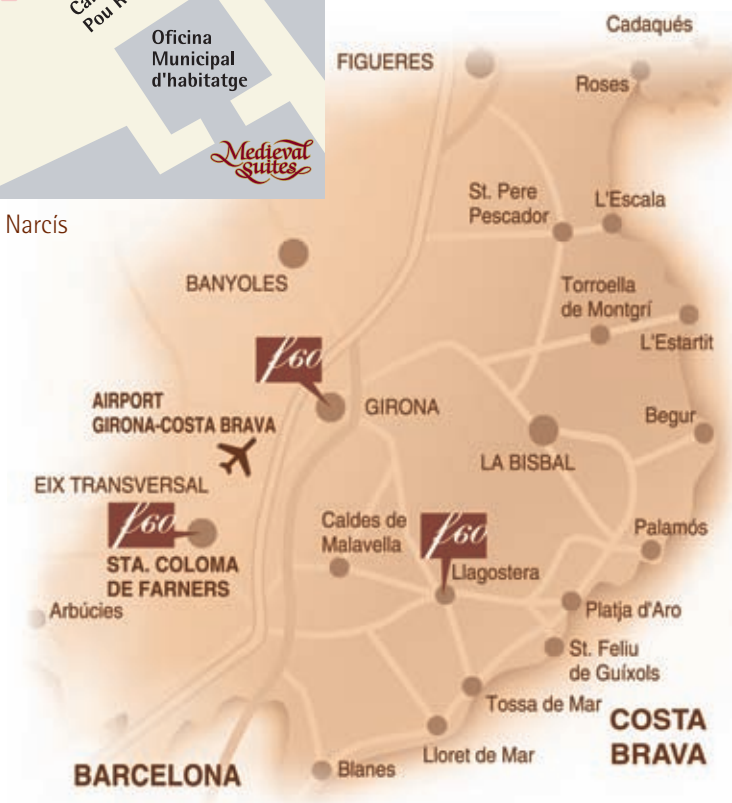 Oficina
Municipal
d'habitatge
Medieval
Suites
Narcís
Cadaqués
FIGUERES
Roses
St. Pere
Pescador
L'Escala
BANYOLES
Torroella
de Montgrí
L'Estartit
f60
GIRONA
AIRPORT
GIRONA-COSTA BRAVA
Begur
LA BISBAL
EIX TRANSVERSAL
f60
STA. COLOMA
DE FARNERS
Caldes de
Malavella
f60
Llagostera
Palamós
Arbúcies
Platja d'Aro
St. Feliu
de Guíxols
Tossa de Mar
COSTA
BRAVA
Lloret de Mar
Blanes
BARCELONA